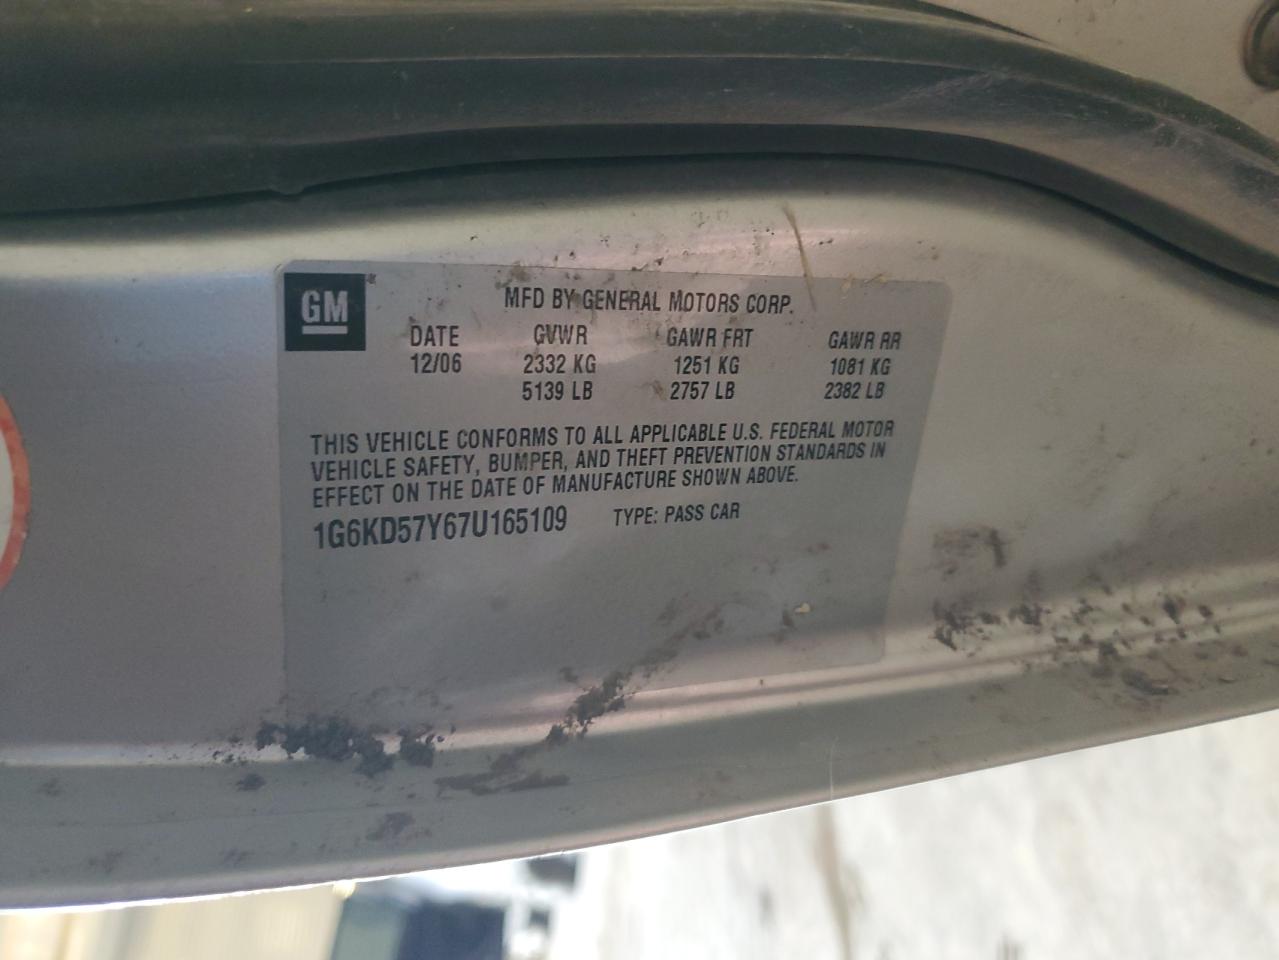 GM
MFD BY GENERAL MOTORS CORP.
DATE GVWR GAWR FRT GAWR RR
12/06 2332 KG 1251 KG 1081 KG
5139 LB 2757 LB 2382 LB
THIS VEHICLE CONFORMS TO ALL APPLICABLE U.S. FEDERAL MOTOR
VEHICLE SAFETY, BUMPER, AND THEFT PREVENTION STANDARDS IN
EFFECT ON THE DATE OF MANUFACTURE SHOWN ABOVE.
1G6KD57Y67U165109 TYPE: PASS CAR